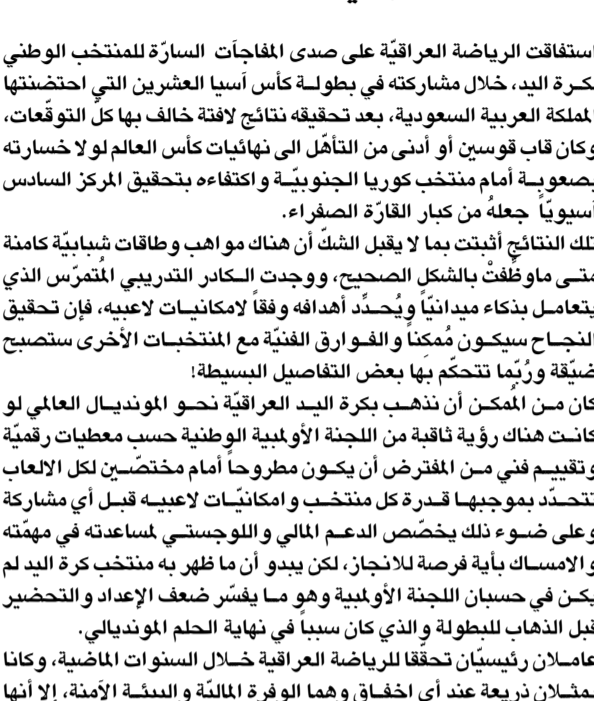 استفاقت الرياضة العراقيّة على صدى المفاجآت السارّة للمنتخب الوطني
بكرة اليد، خلال مشاركته في بطولة كأس آسيا العشرين التي احتضنتها
المملكة العربية السعودية، بعد تحقيقه نتائج لافتة خالف بها كلّ التوقّعات،
وكان قاب قوسين أو أدنى من التأهّل الى نهائيات كأس العالم لولا خسارته
بصعوبة أمام منتخب كوريا الجنوبيّة واكتفاءه بتحقيق المركز السادس
آسيويّاً جعلهُ من كبار القارّة الصفراء.
تلك النتائج أثبتت بما لا يقبل الشكّ أن هناك مواهب وطاقات شبابيّة كامنة
متى ماوظّفتْ بالشكل الصحيح، ووجدت الكادر التدريبي المُتمرّس الذي
يتعامل بذكاء ميدانيّاً ويُحدِّد أهدافه وفقاً لامكانيات لاعبيه، فإن تحقيق
النجاح سيكون مُمكناً والفوارق الفنيّة مع المنتخبات الأخرى ستصبح
ضيّقة ورُبّما تتحكّم بَها بعض التفاصيل البسيطة!
كان من المُمكن أن نذهب بكرة اليد العراقيّة نحو المونديال العالمي لو
كانت هناك رؤية ثاقبة من اللجنة الأولمبية الوطنية حسب معطيات رقميّة
وتقييم فني من المفترض أن يكون مطروحاً أمام مختصّين لكل الالعاب
تتحدّد بموجبها قدرة كل منتخب وامكانيّات لاعبيه قبل أي مشاركة
وعلى ضوء ذلك يخصّص الدعم المالي واللوجستي لمساعدته في مهمّته
والامساك بأية فرصة للانجاز، لكن يبدو أن ما ظهر به منتخب كرة اليد لم
يكن في حسبان اللجنة الأولمبية وهو ما يفسّر ضعف الإعداد والتحضير
قبل الذهاب للبطولة والذي كان سبباً في نهاية الحلم المونديالي.
عاملان رئيسيّان تحقّقا للرياضة العراقية خلال السنوات الماضية، وكانا
يمثلان ذريعة عند أي اخفاق وهما الوفرة الماليّة والبيئة الآمنة، إلا أنها